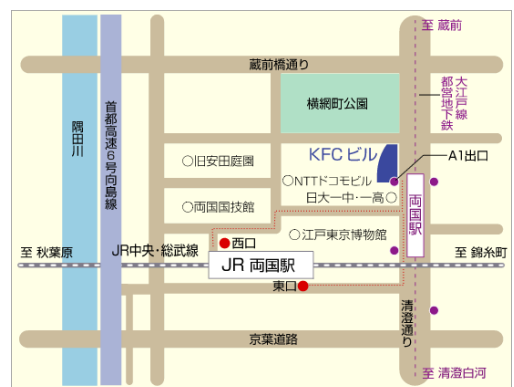 至 蔵前
蔵前橋通り
大江戸線
都営地下鉄
首都高速6号向島線
隅田川
横網町公園
KFC ビル
A1出口
○旧安田庭園
○NTTドコモビル
日大一中・一高○
○両国国技館
両国駅
西口
○江戸東京博物館
至 秋葉原
JR中央・総武線
JR 両国駅
至 錦糸町
東口
清澄通り
京葉道路
至 清澄白河